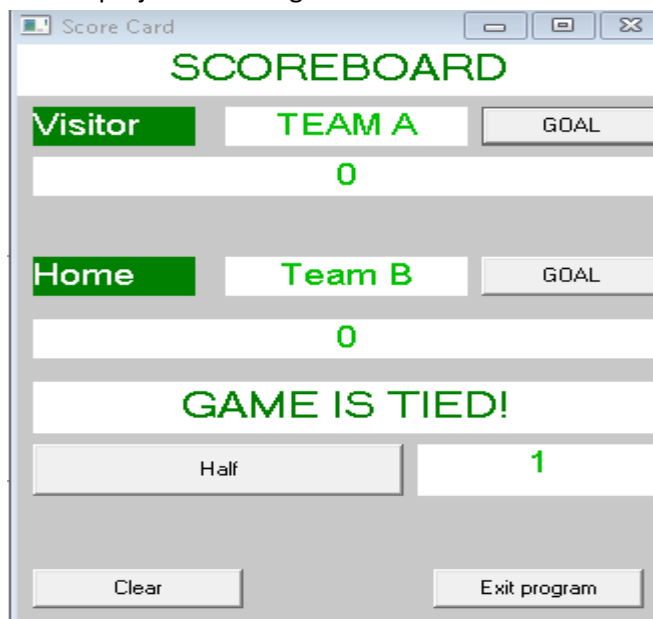 Score Card
SCOREBOARD
Visitor TEAM A GOAL
0
Home Team B GOAL
0
GAME IS TIED!
Half 1
Clear Exit program